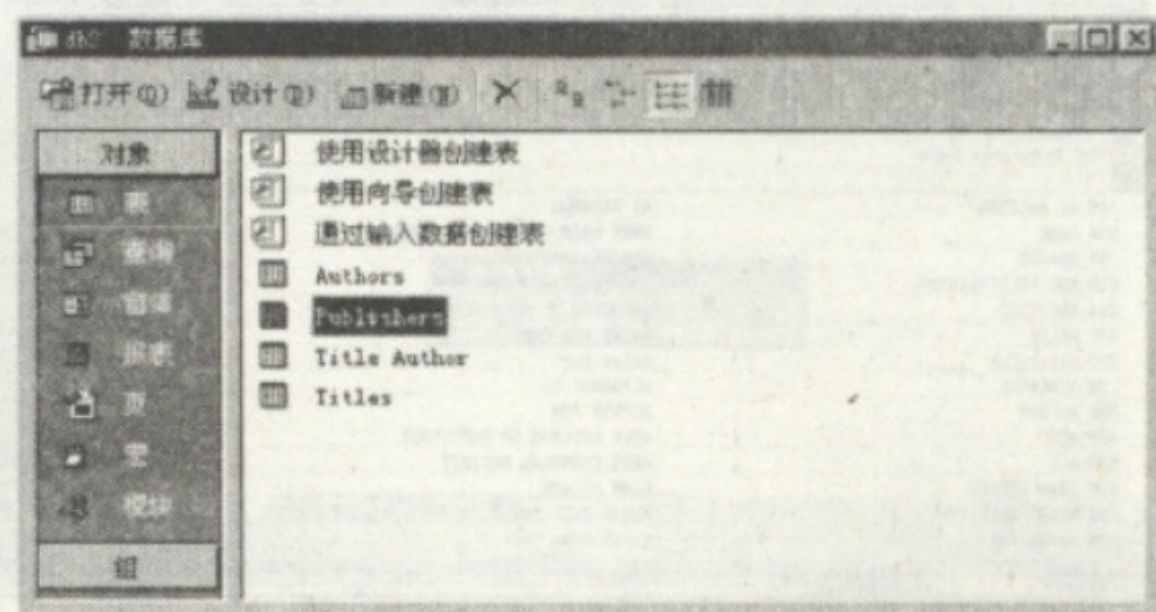 db2 数据库
打开(O) 设计(D) 新建(N)
对象
表
查询
窗体
报表
页
宏
模块
组
使用设计器创建表
使用向导创建表
通过输入数据创建表
Authors
Publishers
Title Author
Titles